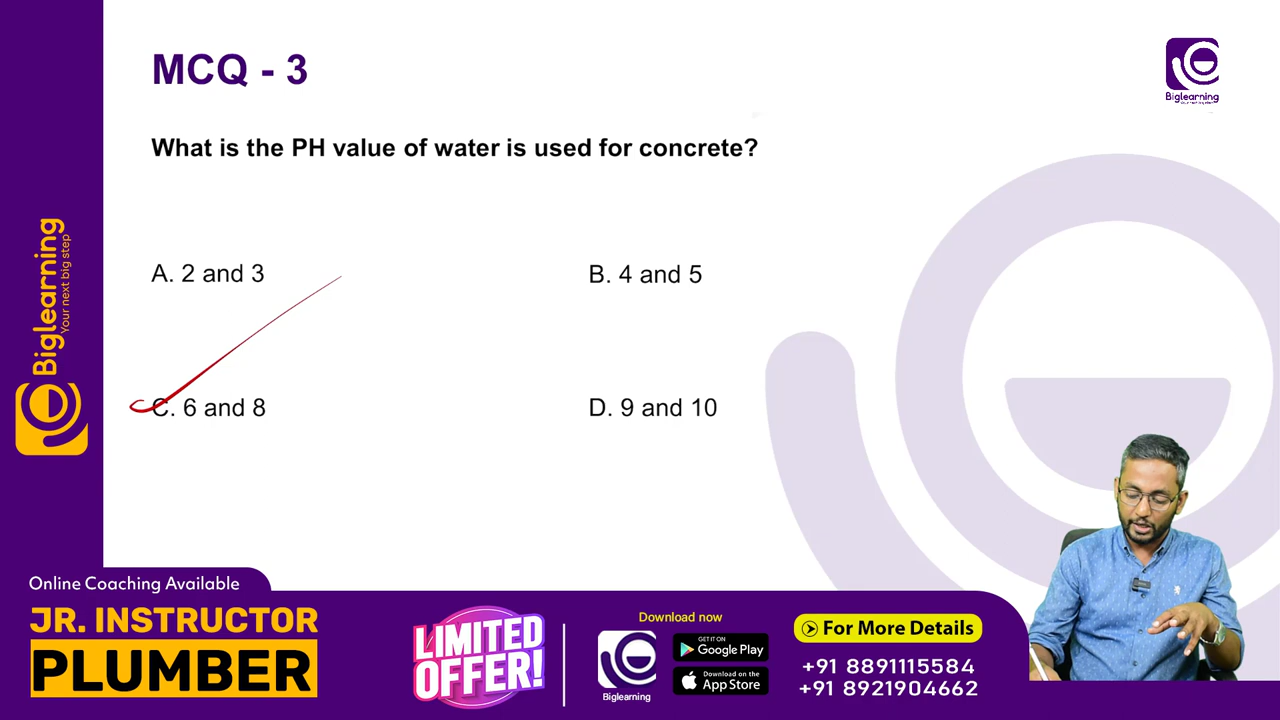 MCQ - 3
Biglearning
What is the PH value of water is used for concrete?
A. 2 and 3
B. 4 and 5
C. 6 and 8
D. 9 and 10
Biglearning
Your next big step
Online Coaching Available
JR. INSTRUCTOR
PLUMBER
LIMITED
OFFER!
Download now
Biglearning
GET IT ON
Google Play
Download on the
App Store
For More Details
+91 8891115584
+91 8921904662